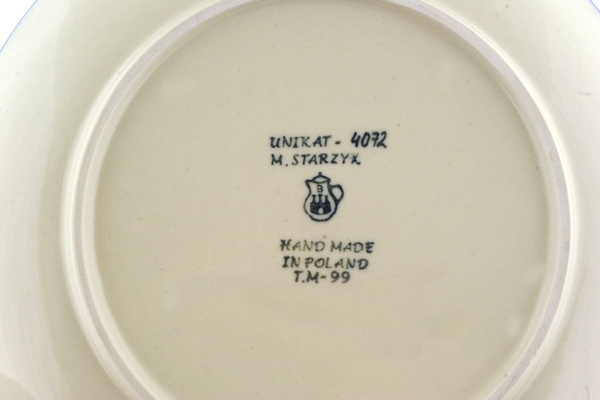 UNIKAT - 4072
M. STARZYK
B
HAND MADE
IN POLAND
T.M-99